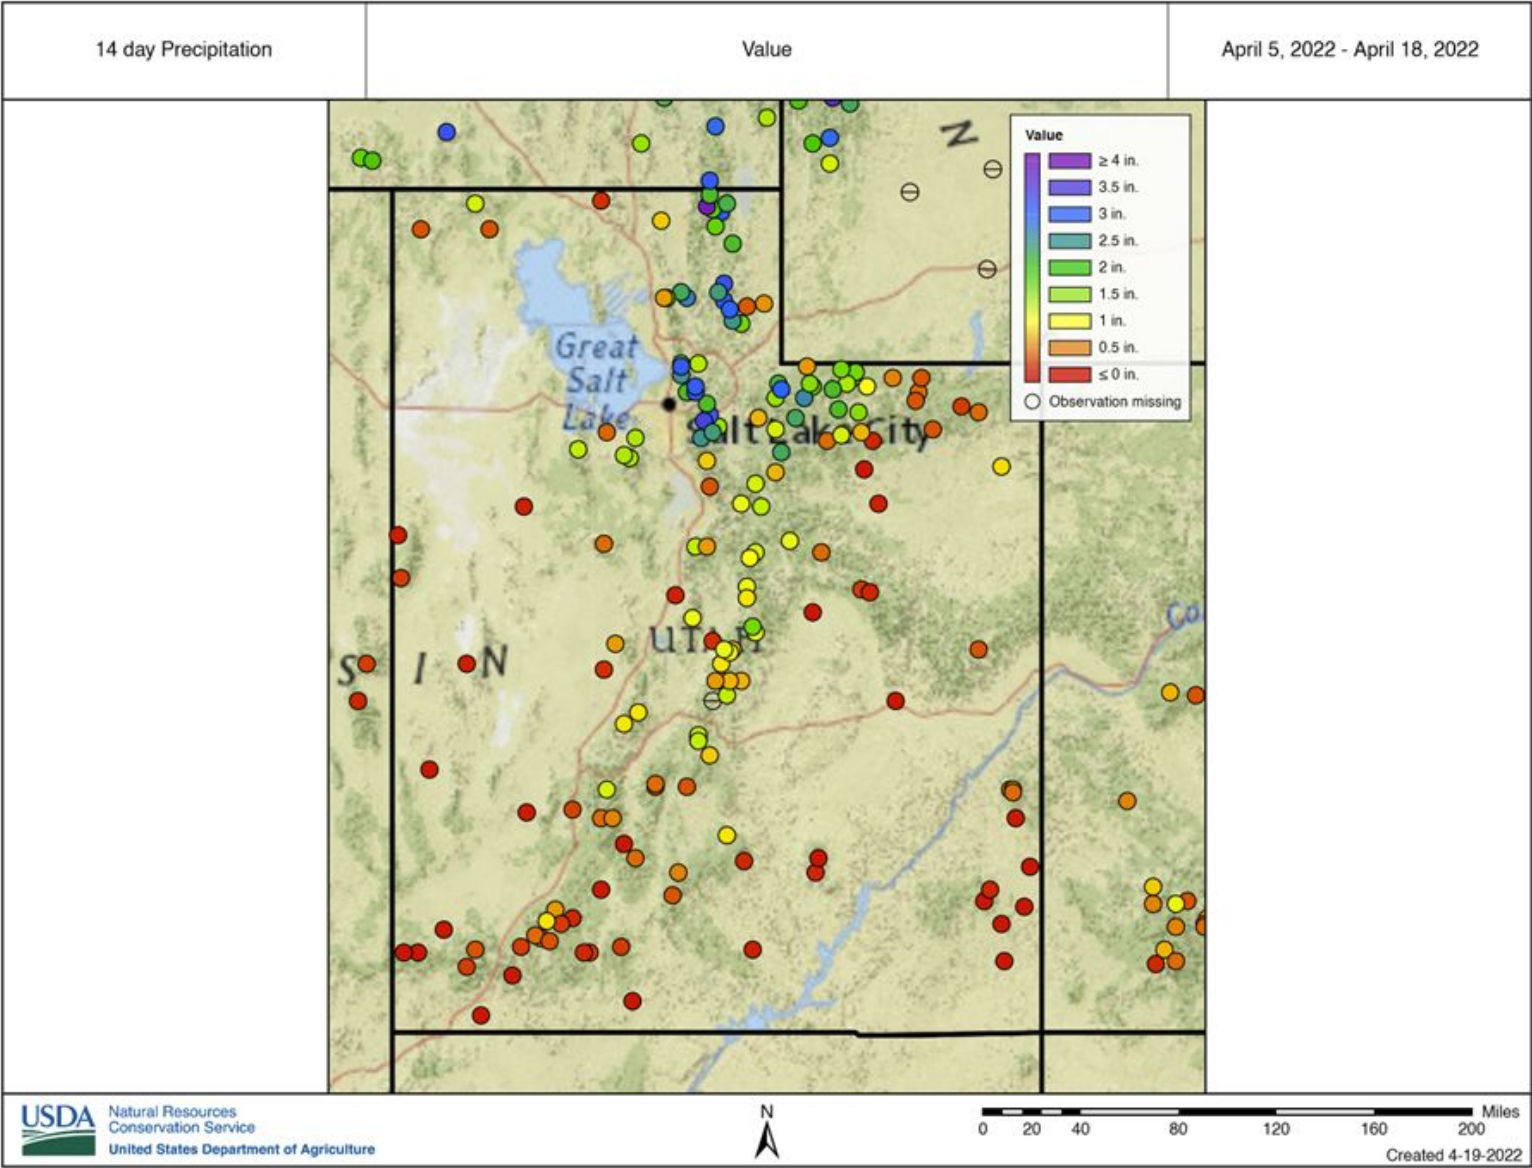 14 day Precipitation
Value
April 5, 2022 - April 18, 2022
N
Value
≥ 4 in.
3.5 in.
3 in.
2.5 in.
2 in.
1.5 in.
1 in.
0.5 in.
≤ 0 in.
Observation missing
Great
Salt
Lake
Salt Lake City
Co
UTAH
S I N
USDA
Natural Resources
Conservation Service
United States Department of Agriculture
N
0 20 40 80 120 160 200 Miles
Created 4-19-2022